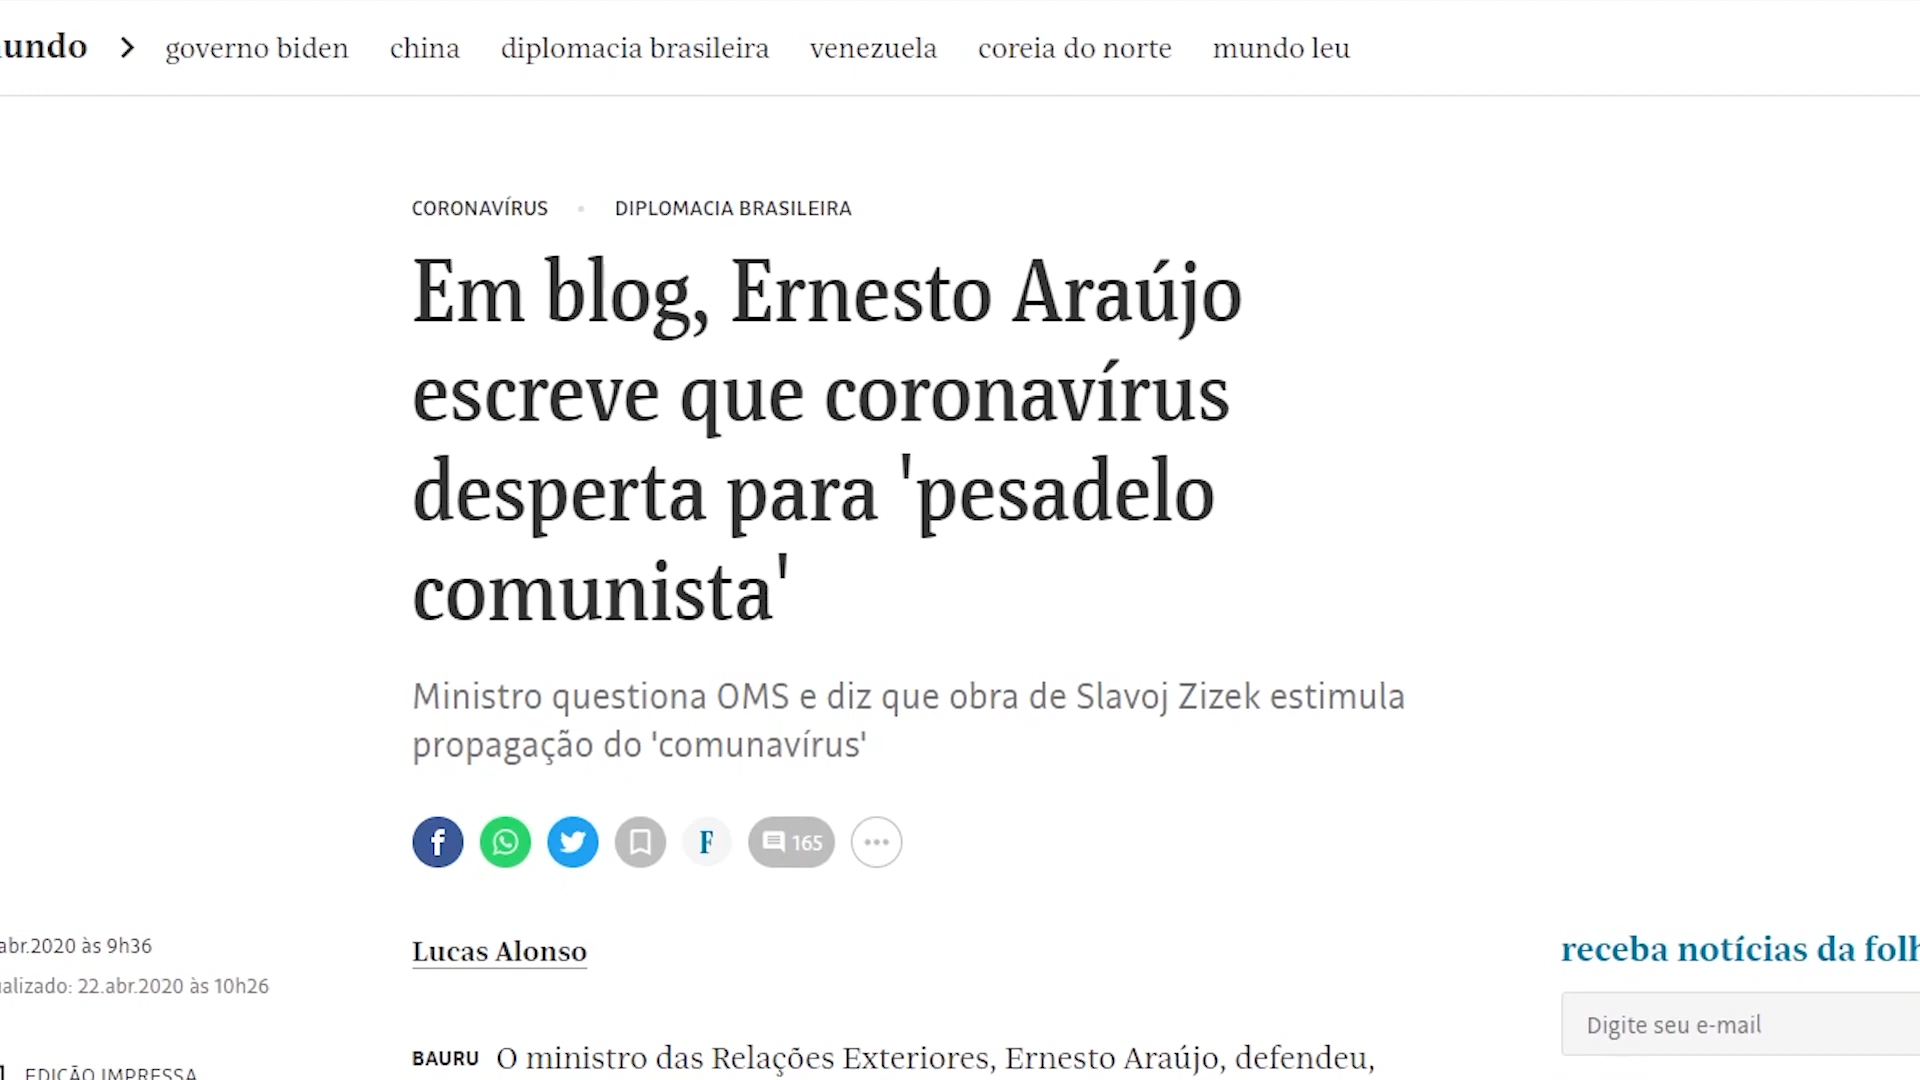 governo biden china diplomacia brasileira venezuela coreia do norte mundo leu
CORONAVÍRUS • DIPLOMACIA BRASILEIRA
Em blog, Ernesto Araújo
escreve que coronavírus
desperta para 'pesadelo
comunista'
Ministro questiona OMS e diz que obra de Slavoj Zizek estimula
propagação do 'comunavírus'
165
abr.2020 às 9h36
ualizado: 22.abr.2020 às 10h26
EDIÇÃO IMPRESSA
Lucas Alonso
BAURU O ministro das Relações Exteriores, Ernesto Araújo, defendeu,
receba notícias da folh
Digite seu e-mail